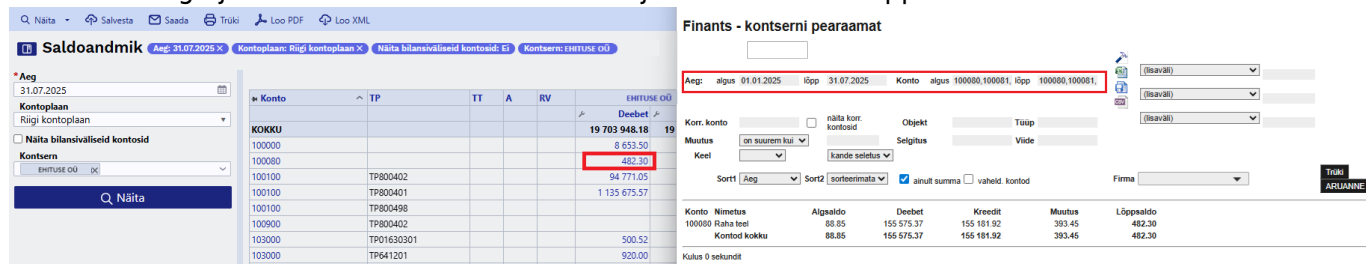 Näita Salvesta Saada Trüki Loo PDF Loo XML
Saldoandmik Aeg: 31.07.2025 × Kontoplaan: Riigi kontoplaan × Näita bilansiväliseid kontosid: Ei Kontsern: EHITUSE OÜ
* Aeg
31.07.2025
Kontoplaan
Riigi kontoplaan
Näita bilansiväliseid kontosid
Kontsern
EHITUSE OÜ
Näita
Konto TP TT A RV EHITUSE OÜ
Deebet
KOKKU 19 703 948.18 19
100000 8 653.50
100080 482.30
100100 TP800402 94 771.05
100100 TP800401 1 135 675.57
100100 TP800498
100900 TP800402
103000 TP01630301 500.52
103000 TP641201 920.00
Finants - kontserni pearaamat
Aeg: algus 01.01.2025 lõpp 31.07.2025 Konto algus 100080,100081, lõpp 100080,100081,
(lisaväli)
(lisaväli)
(lisaväli)
CSV
Korr. konto näita korr. kontosid Objekt Tüüp
Muutus on suurem kui Selgitus Viide
Keel kande seletus
Sort1 Aeg Sort2 sorteerimata ainult summa vaheld. kontod Firma
Trüki
ARUANNE
Konto Nimetus Algsaldo Deebet Kreedit Muutus Lõppsaldo
100080 Raha teel 88.85 155 575.37 155 181.92 393.45 482.30
Kontod kokku 88.85 155 575.37 155 181.92 393.45 482.30
Kulus 0 sekundit